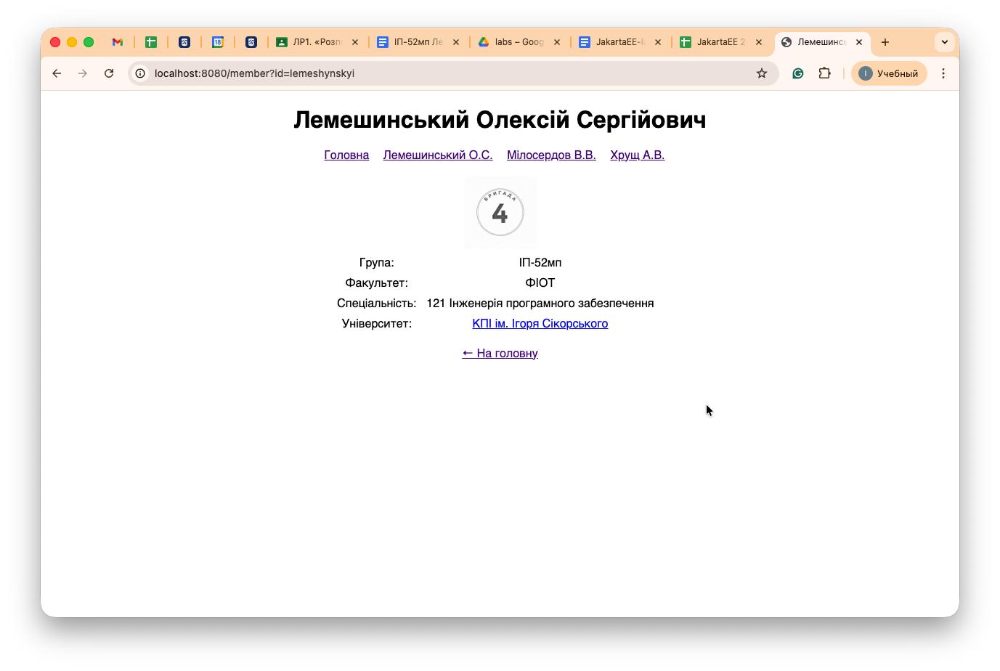 ЛР1. «Розпо
ІП-52мп Ле
labs – Goog
JakartaEE-la
JakartaEE 2
Лемешинсь
localhost:8080/member?id=lemeshynskyi
І Учебный
Лемешинський Олексій Сергійович
Головна Лемешинський О.С. Мілосердов В.В. Хрущ А.В.
БРИГАДА
4
Група: ІП-52мп
Факультет: ФІОТ
Спеціальність: 121 Інженерія програмного забезпечення
Університет: КПІ ім. Ігоря Сікорського
← На головну